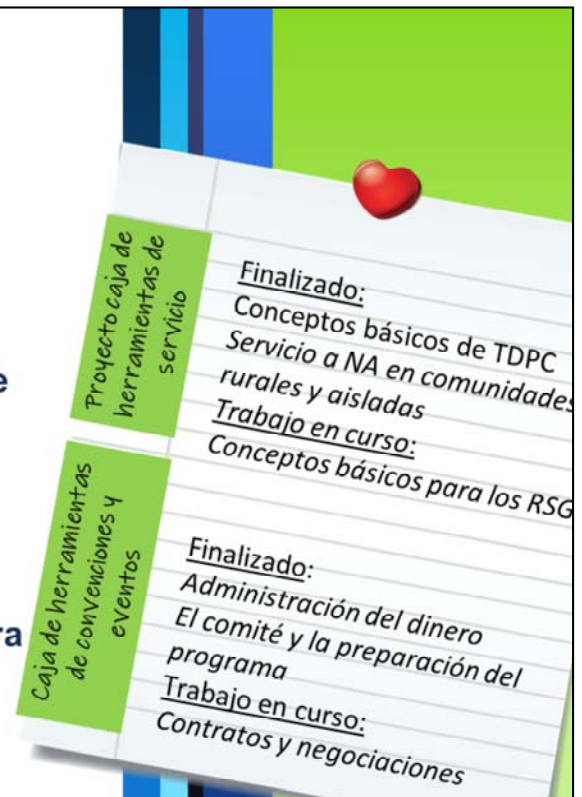 Proyecto caja de
herramientas de
servicio
Finalizado:
Conceptos básicos de TDPC
Servicio a NA en comunidades
rurales y aisladas
Trabajo en curso:
Conceptos básicos para los RSG
Caja de herramientas
de convenciones y
eventos
Finalizado:
Administración del dinero
El comité y la preparación del
programa
Trabajo en curso:
Contratos y negociaciones